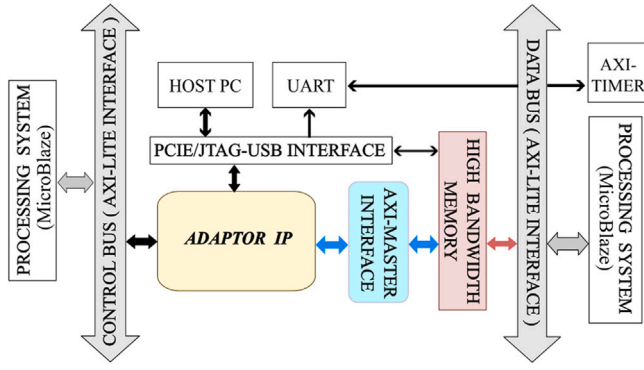 PROCESSING SYSTEM
(MicroBlaze)
CONTROL BUS ( AXI-LITE INTERFACE )
HOST PC
UART
PCIE/JTAG-USB INTERFACE
ADAPTOR IP
AXI-MASTER
INTERFACE
HIGH BANDWIDTH
MEMORY
DATA BUS ( AXI-LITE INTERFACE )
AXI-
TIMER
PROCESSING SYSTEM
(MicroBlaze)